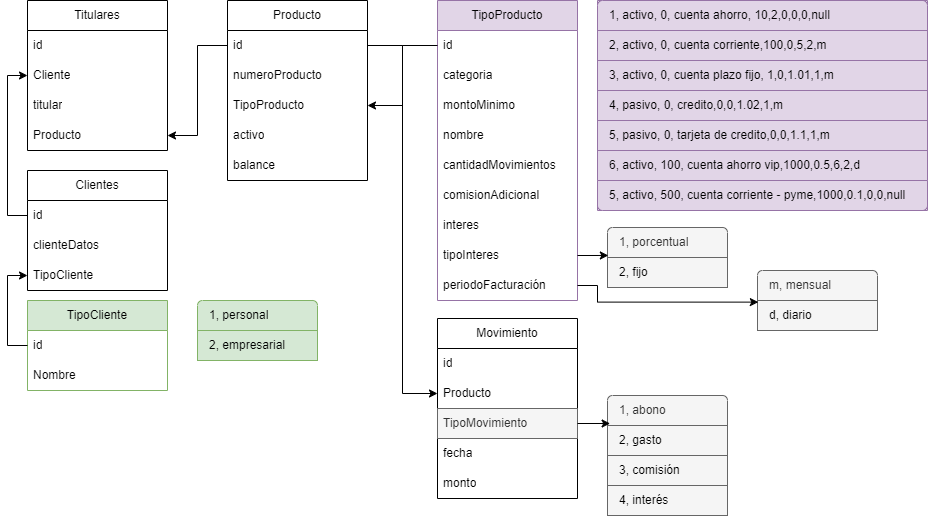 Titulares
id
Cliente
titular
Producto
Clientes
id
clienteDatos
TipoCliente
TipoCliente
id
Nombre
1, personal
2, empresarial
Producto
id
numeroProducto
TipoProducto
activo
balance
TipoProducto
id
categoria
montoMinimo
nombre
cantidadMovimientos
comisionAdicional
interes
tipoInteres
periodoFacturación
1, activo, 0, cuenta ahorro, 10,2,0,0,0,null
2, activo, 0, cuenta corriente,100,0,5,2,m
3, activo, 0, cuenta plazo fijo, 1,0,1.01,1,m
4, pasivo, 0, credito,0,0,1.02,1,m
5, pasivo, 0, tarjeta de credito,0,0,1.1,1,m
6, activo, 100, cuenta ahorro vip,1000,0.5,6,2,d
5, activo, 500, cuenta corriente - pyme,1000,0.1,0,0,null
1, porcentual
2, fijo
m, mensual
d, diario
Movimiento
id
Producto
TipoMovimiento
fecha
monto
1, abono
2, gasto
3, comisión
4, interés